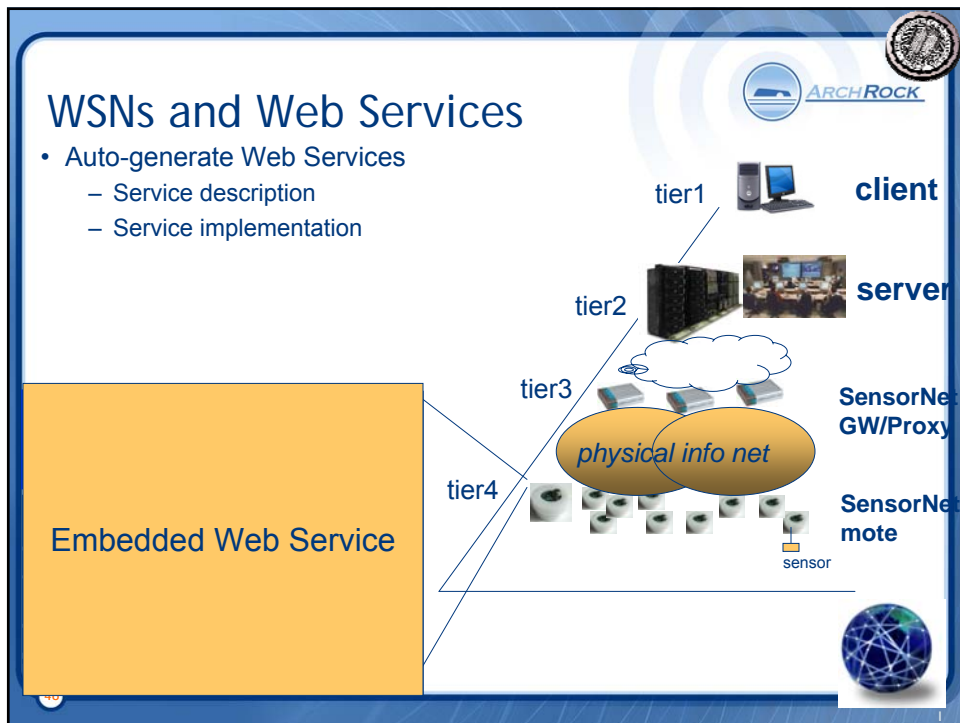 ARCHROCK
WSNs and Web Services
• Auto-generate Web Services
– Service description
– Service implementation
tier1
client
tier2
server
tier3
SensorNet
GW/Proxy
physical info net
tier4
SensorNet
mote
sensor
Embedded Web Service